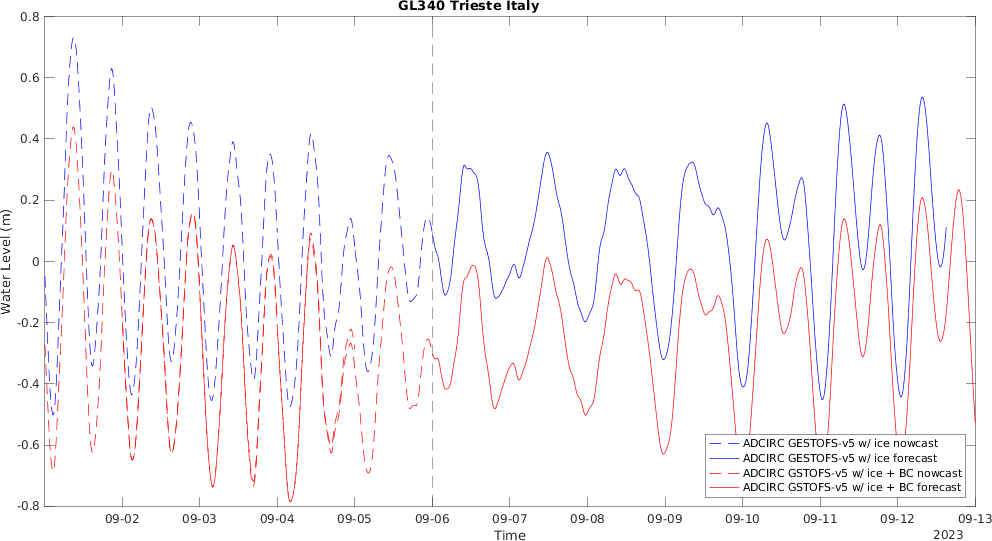 GL340 Trieste Italy
0.8
0.6
0.4
0.2
0
-0.2
-0.4
-0.6
-0.8
Water Level (m)
ADCIRC GESTOFS-v5 w/ ice nowcast
ADCIRC GESTOFS-v5 w/ ice forecast
ADCIRC GSTOFS-v5 w/ ice + BC nowcast
ADCIRC GSTOFS-v5 w/ ice + BC forecast
09-02 09-03 09-04 09-05 09-06 09-07 09-08 09-09 09-10 09-11 09-12 09-13
Time
2023